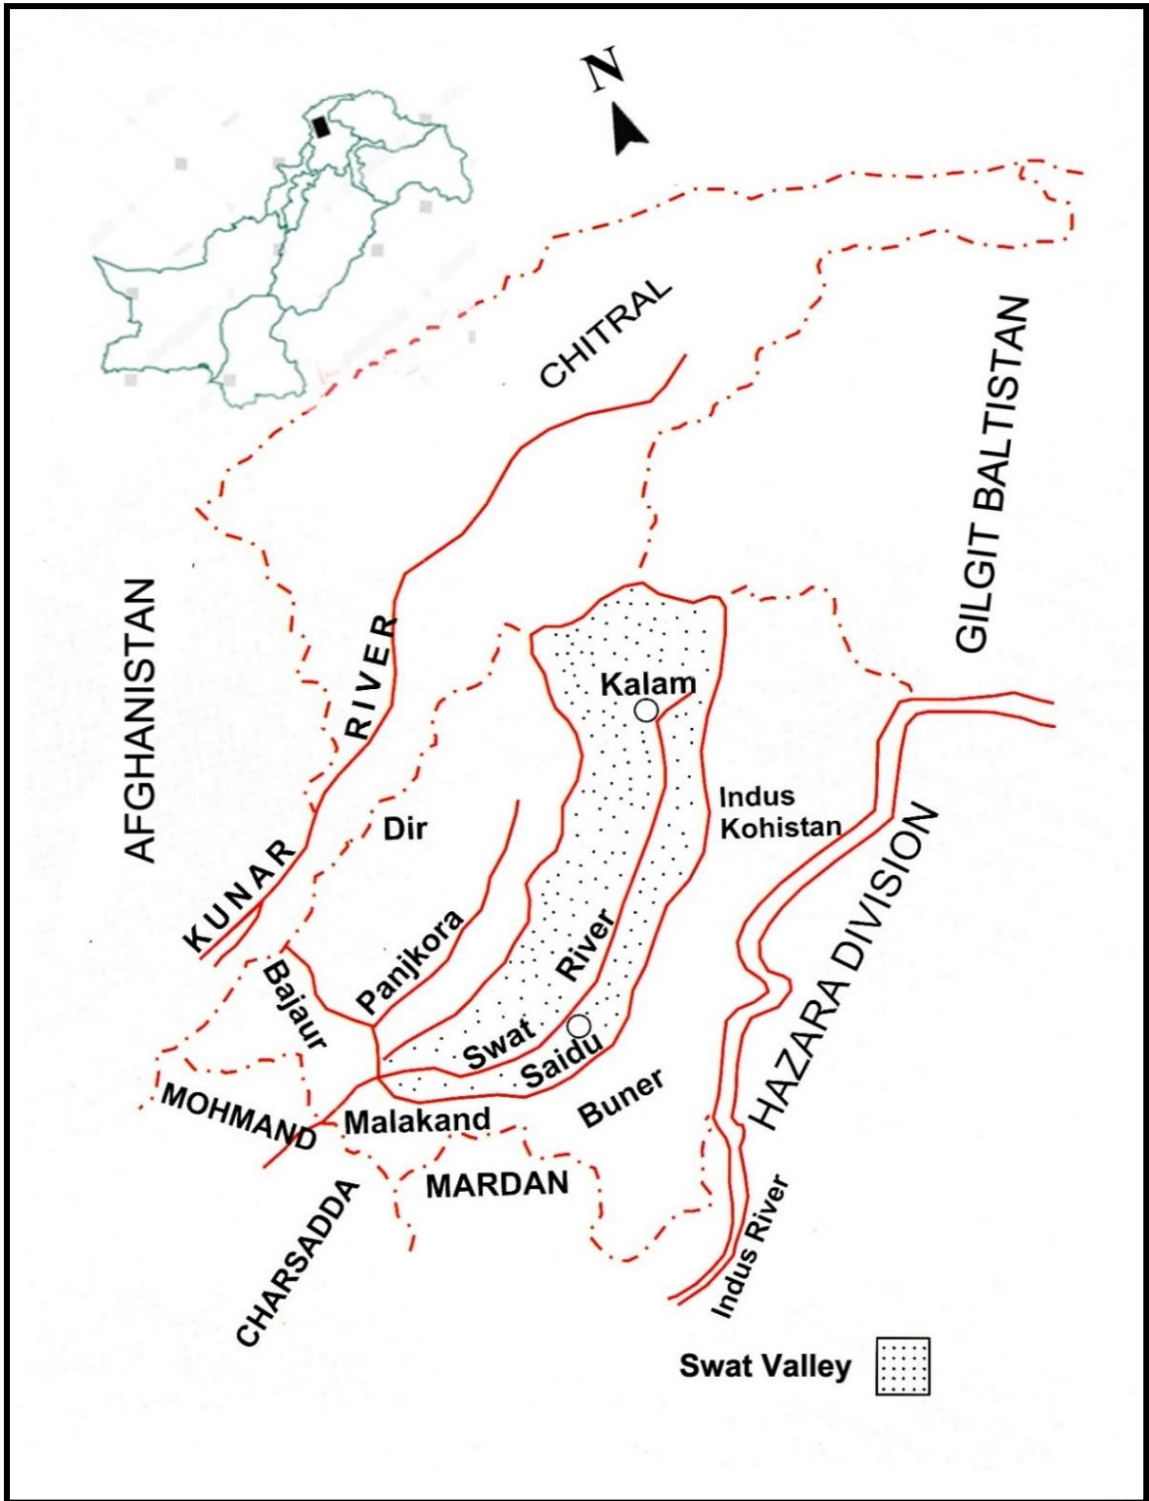 N
CHITRAL
GILGIT BALTISTAN
AFGHANISTAN
KUNAR RIVER
Kalam
Indus
Kohistan
Dir
HAZARA DIVISION
Panjkora
Bajaur
Swat River
Saidu
Buner
MOHMAND
Malakand
MARDAN
CHARSADDA
Indus River
Swat Valley